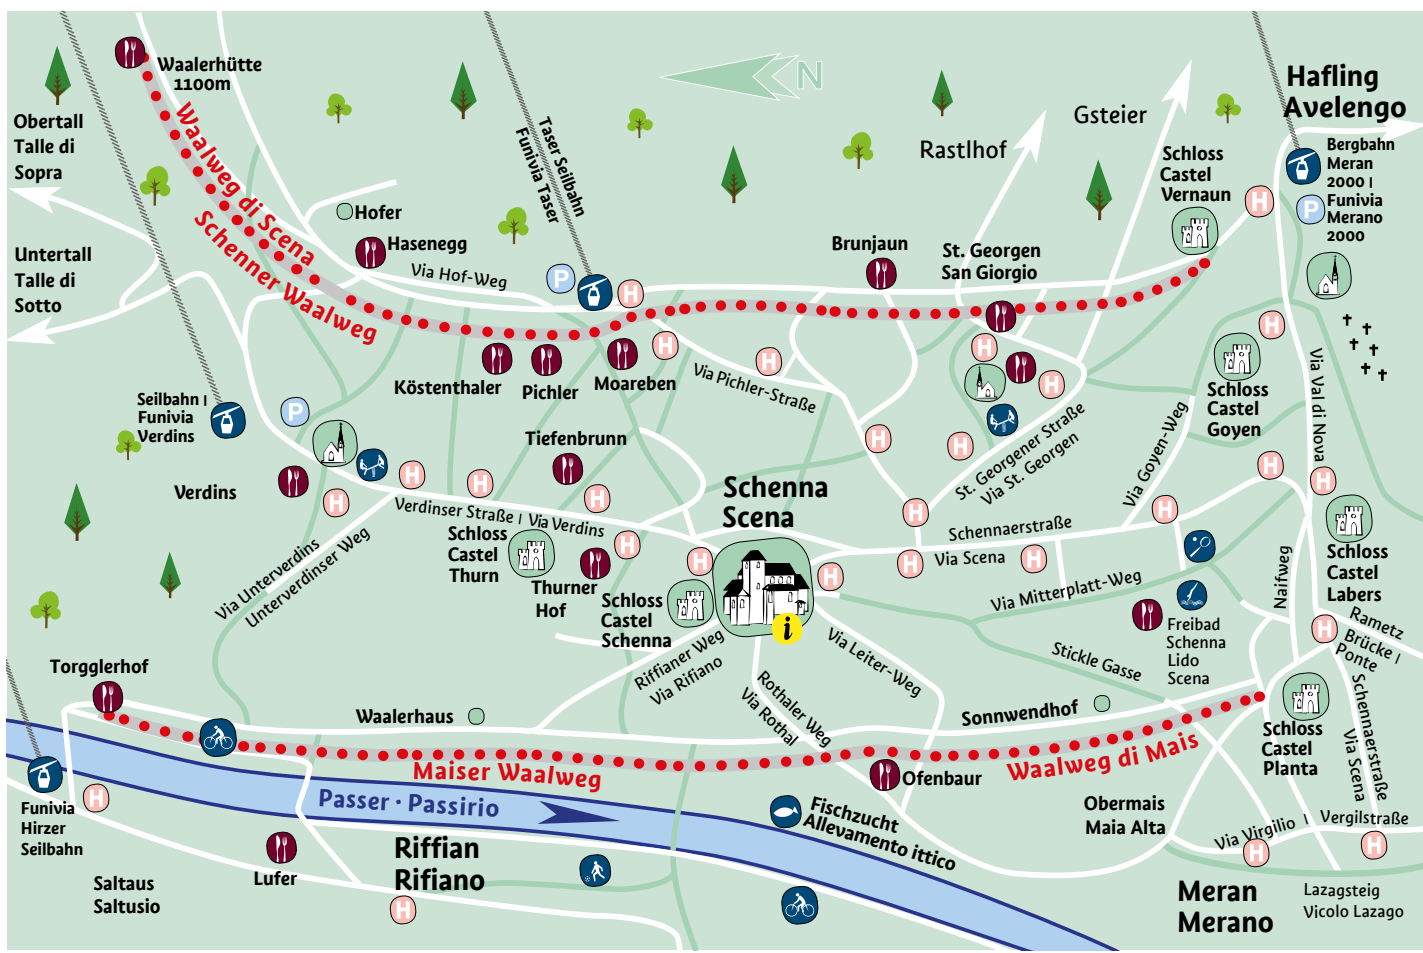 Waalerhütte
1100m
N
Hafling
Avelengo
Gsteier
Rastlhof
Obertall
Talle di
Sopra
Untertall
Talle di
Sotto
Waalweg di Scena
Schenner Waalweg
Taser Seilbahn
Funivia Taser
Schloss
Castel
Vernaun
H
Bergbahn
Meran
2000 |
Funivia
Merano
2000
P
Hofer
Hasenegg
Via Hof-Weg
P
H
Brunjaun
St. Georgen
San Giorgio
Köstenthaler
Pichler
Moareben
H
Via Pichler-Straße
H
H
H
H
Schloss
Castel
Goyen
Via Val di Nova
Seilbahn |
Funivia
Verdins
P
Verdins
H
H
H
Tiefenbrunn
H
H
H
St. Georgener Straße
Via St. Georgen
Via Goyen-Weg
H
H
Verdinser Straße | Via Verdins
Schloss
Castel
Thurn
Thurner
Hof
H
H
Schenna
Scena
H
H
H
Schennaerstraße
Via Scena
H
H
Schloss
Castel
Labers
Via Unterverdins
Unterverdinser Weg
Schloss
Castel
Schenna
i
Via Mitterplatt-Weg
Naifweg
Freibad
Schenna
Lido
Scena
H
Rametz
Brücke |
Ponte
Riffianer Weg
Via Rifiano
Rothaler Weg
Via Rothal
Via Leiter-Weg
Stickle Gasse
Torgglerhof
Waalerhaus
Sonnwendhof
Schloss
Castel
Planta
Schennaerstraße
Via Scena
Maiser Waalweg
Waalweg di Mais
Ofenbaur
Passer · Passirio
Funivia
Hirzer
Seilbahn
H
Fischzucht
Allevamento ittico
Obermais
Maia Alta
Via Virgilio | Vergilstraße
H
H
Lufer
Riffian
Rifiano
H
Saltaus
Saltusio
Meran
Merano
Lazagsteig
Vicolo Lazago